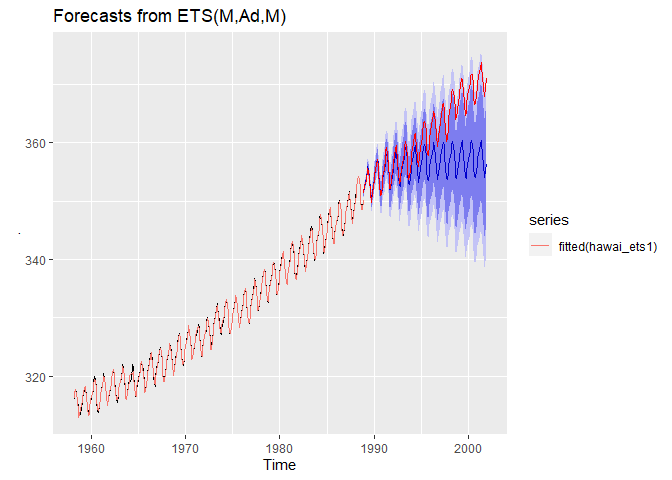 Forecasts from ETS(M,Ad,M)
360
340
320
1960
1970
1980
1990
2000
Time
series
fitted(hawai_ets1)